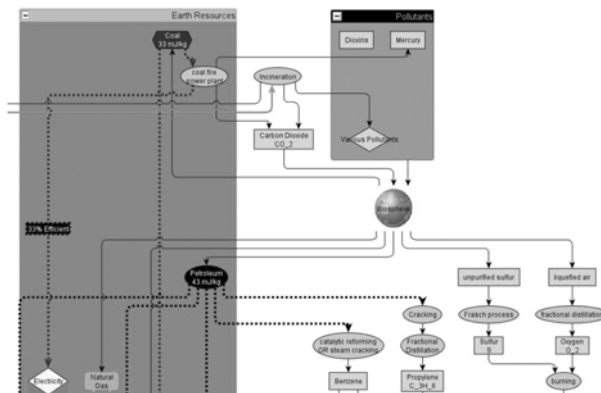 Earth Resources
Pollutants
Coal
33 mJ/kg
Dioxins
Mercury
coal fire
power plant
Incineration
Carbon Dioxide
CO_2
Various Pollutants
Biosphere
33% Efficient
Petroleum
43 mJ/kg
unpurified sulfur
liquefied air
Cracking
Frasch process
fractional distillation
catalytic reforming
OR steam cracking
Fractional
Distillation
Sulfur
S
Oxygen
O_2
Electricity
Natural
Gas
Benzene
Propylene
C_3H_6
burning